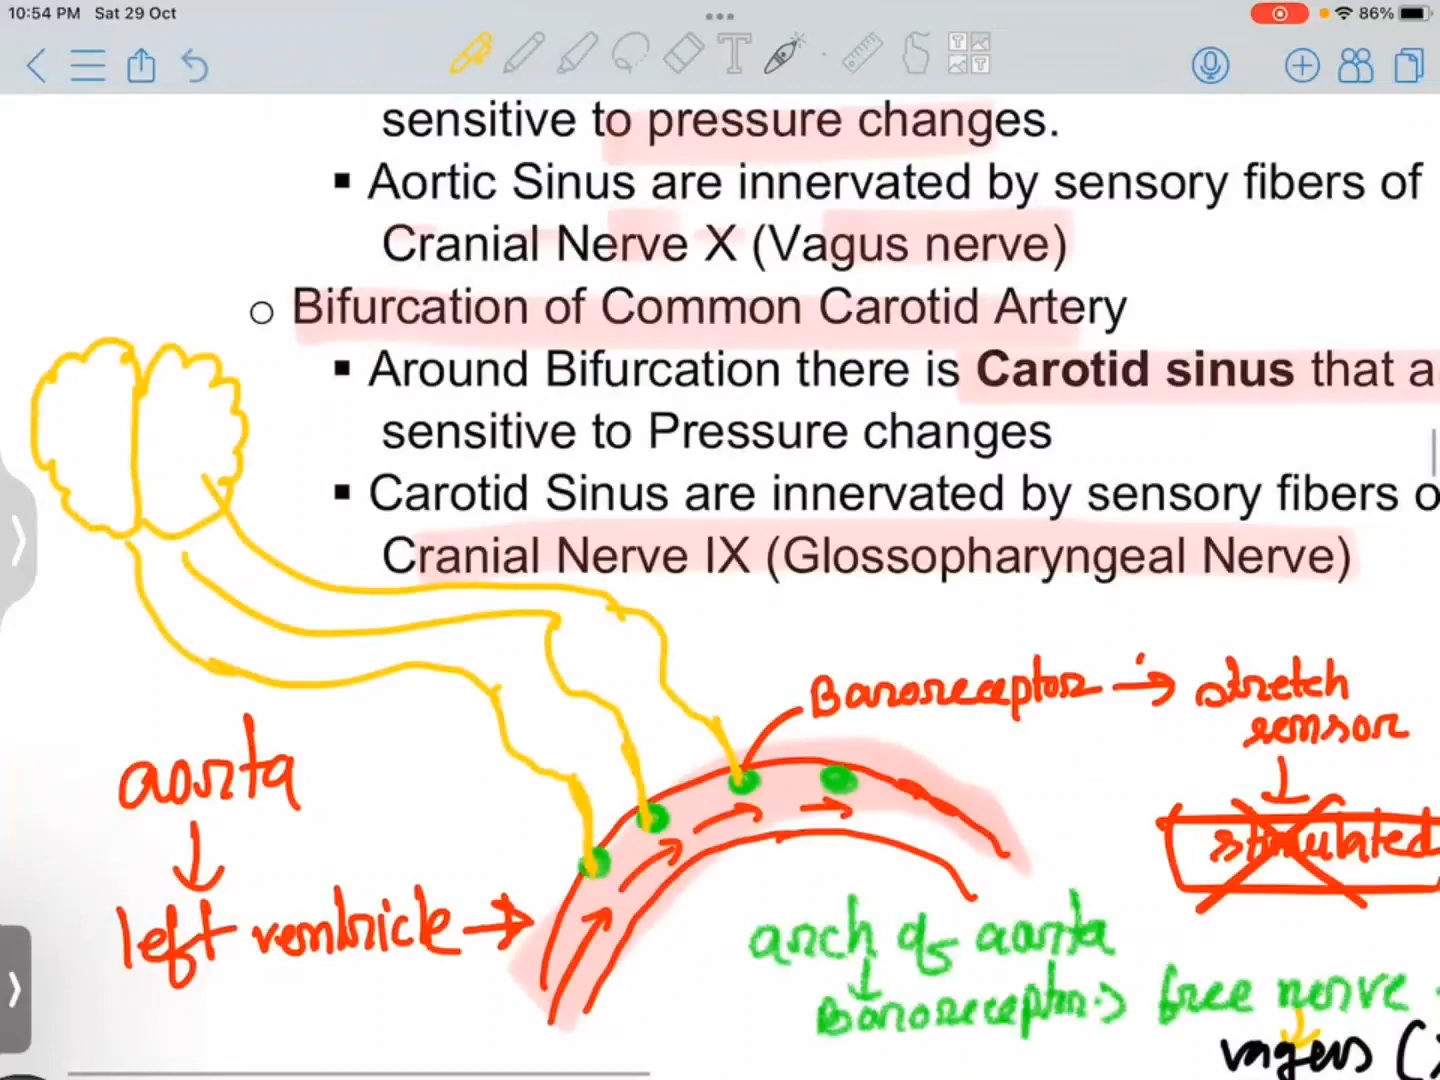 10:54 PM Sat 29 Oct
86%
sensitive to pressure changes.
▪ Aortic Sinus are innervated by sensory fibers of
Cranial Nerve X (Vagus nerve)
o Bifurcation of Common Carotid Artery
▪ Around Bifurcation there is Carotid sinus that a
sensitive to Pressure changes
▪ Carotid Sinus are innervated by sensory fibers o
Cranial Nerve IX (Glossopharyngeal Nerve)
Baroreceptor → stretch
sensor
↓
stimulated
aorta
↓
left ventricle →
arch of aorta
↓
Baroreceptor → free nerve
↓
vagus (